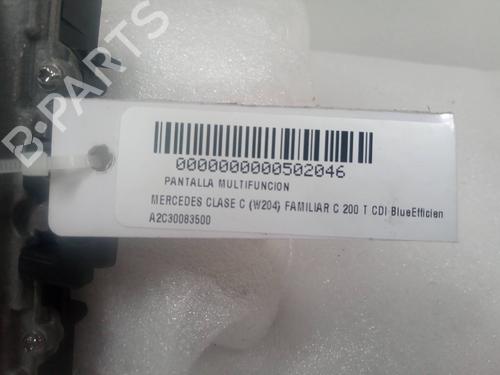 B-PARTS
0000000000502046
PANTALLA MULTIFUNCION
MERCEDES CLASE C (W204) FAMILIAR C 200 T CDI BlueEfficien
A2C30083500